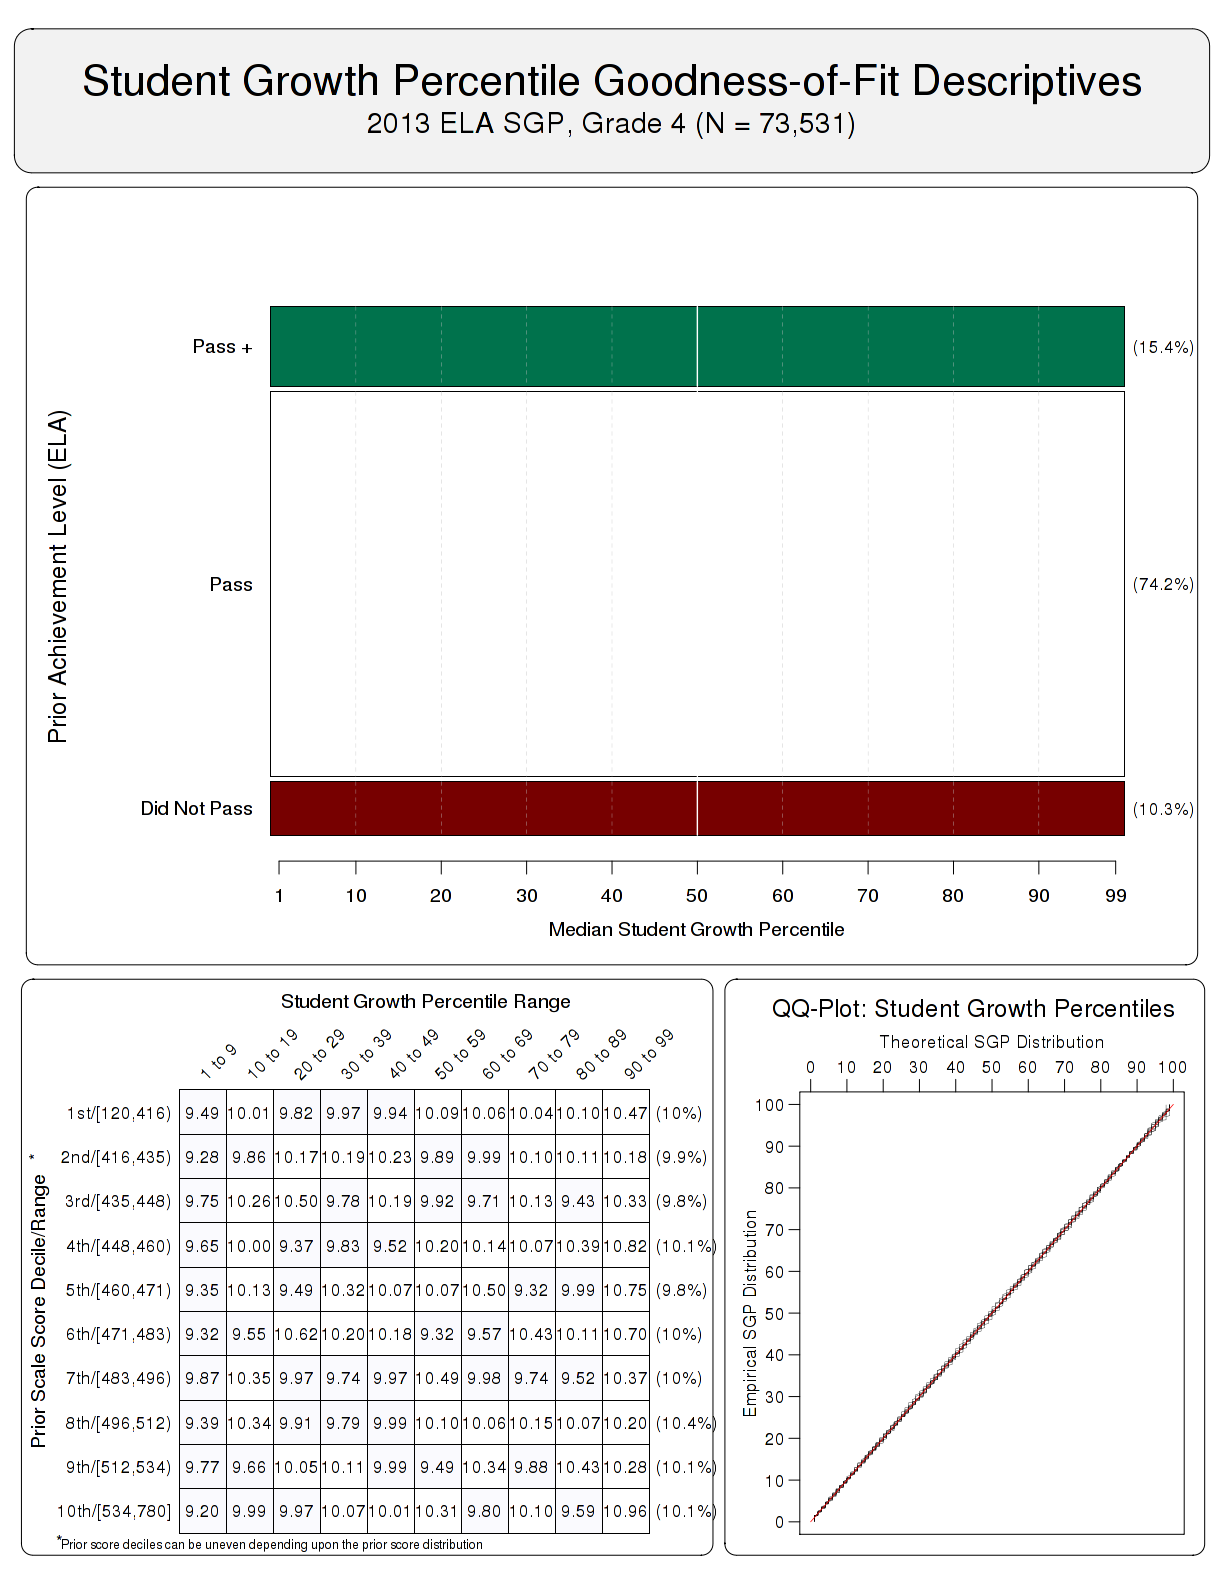 Student Growth Percentile Goodness-of-Fit Descriptives
2013 ELA SGP, Grade 4 (N = 73,531)
Prior Achievement Level (ELA)
Pass + (15.4%)
Pass (74.2%)
Did Not Pass (10.3%)
1 10 20 30 40 50 60 70 80 90 99
Median Student Growth Percentile
Student Growth Percentile Range
1 to 9 10 to 19 20 to 29 30 to 39 40 to 49 50 to 59 60 to 69 70 to 79 80 to 89 90 to 99
Prior Scale Score Decile/Range *
1st/[120,416) 9.49 10.01 9.82 9.97 9.94 10.09 10.06 10.04 10.10 10.47 (10%)
2nd/[416,435) 9.28 9.86 10.17 10.19 10.23 9.89 9.99 10.10 10.11 10.18 (9.9%)
3rd/[435,448) 9.75 10.26 10.50 9.78 10.19 9.92 9.71 10.13 9.43 10.33 (9.8%)
4th/[448,460) 9.65 10.00 9.37 9.83 9.52 10.20 10.14 10.07 10.39 10.82 (10.1%)
5th/[460,471) 9.35 10.13 9.49 10.32 10.07 10.07 10.50 9.32 9.99 10.75 (9.8%)
6th/[471,483) 9.32 9.55 10.62 10.20 10.18 9.32 9.57 10.43 10.11 10.70 (10%)
7th/[483,496) 9.87 10.35 9.97 9.74 9.97 10.49 9.98 9.74 9.52 10.37 (10%)
8th/[496,512) 9.39 10.34 9.91 9.79 9.99 10.10 10.06 10.15 10.07 10.20 (10.4%)
9th/[512,534) 9.77 9.66 10.05 10.11 9.99 9.49 10.34 9.88 10.43 10.28 (10.1%)
10th/[534,780] 9.20 9.99 9.97 10.07 10.01 10.31 9.80 10.10 9.59 10.96 (10.1%)
*Prior score deciles can be uneven depending upon the prior score distribution
QQ-Plot: Student Growth Percentiles
Theoretical SGP Distribution
0 10 20 30 40 50 60 70 80 90 100
Empirical SGP Distribution
100
90
80
70
60
50
40
30
20
10
0